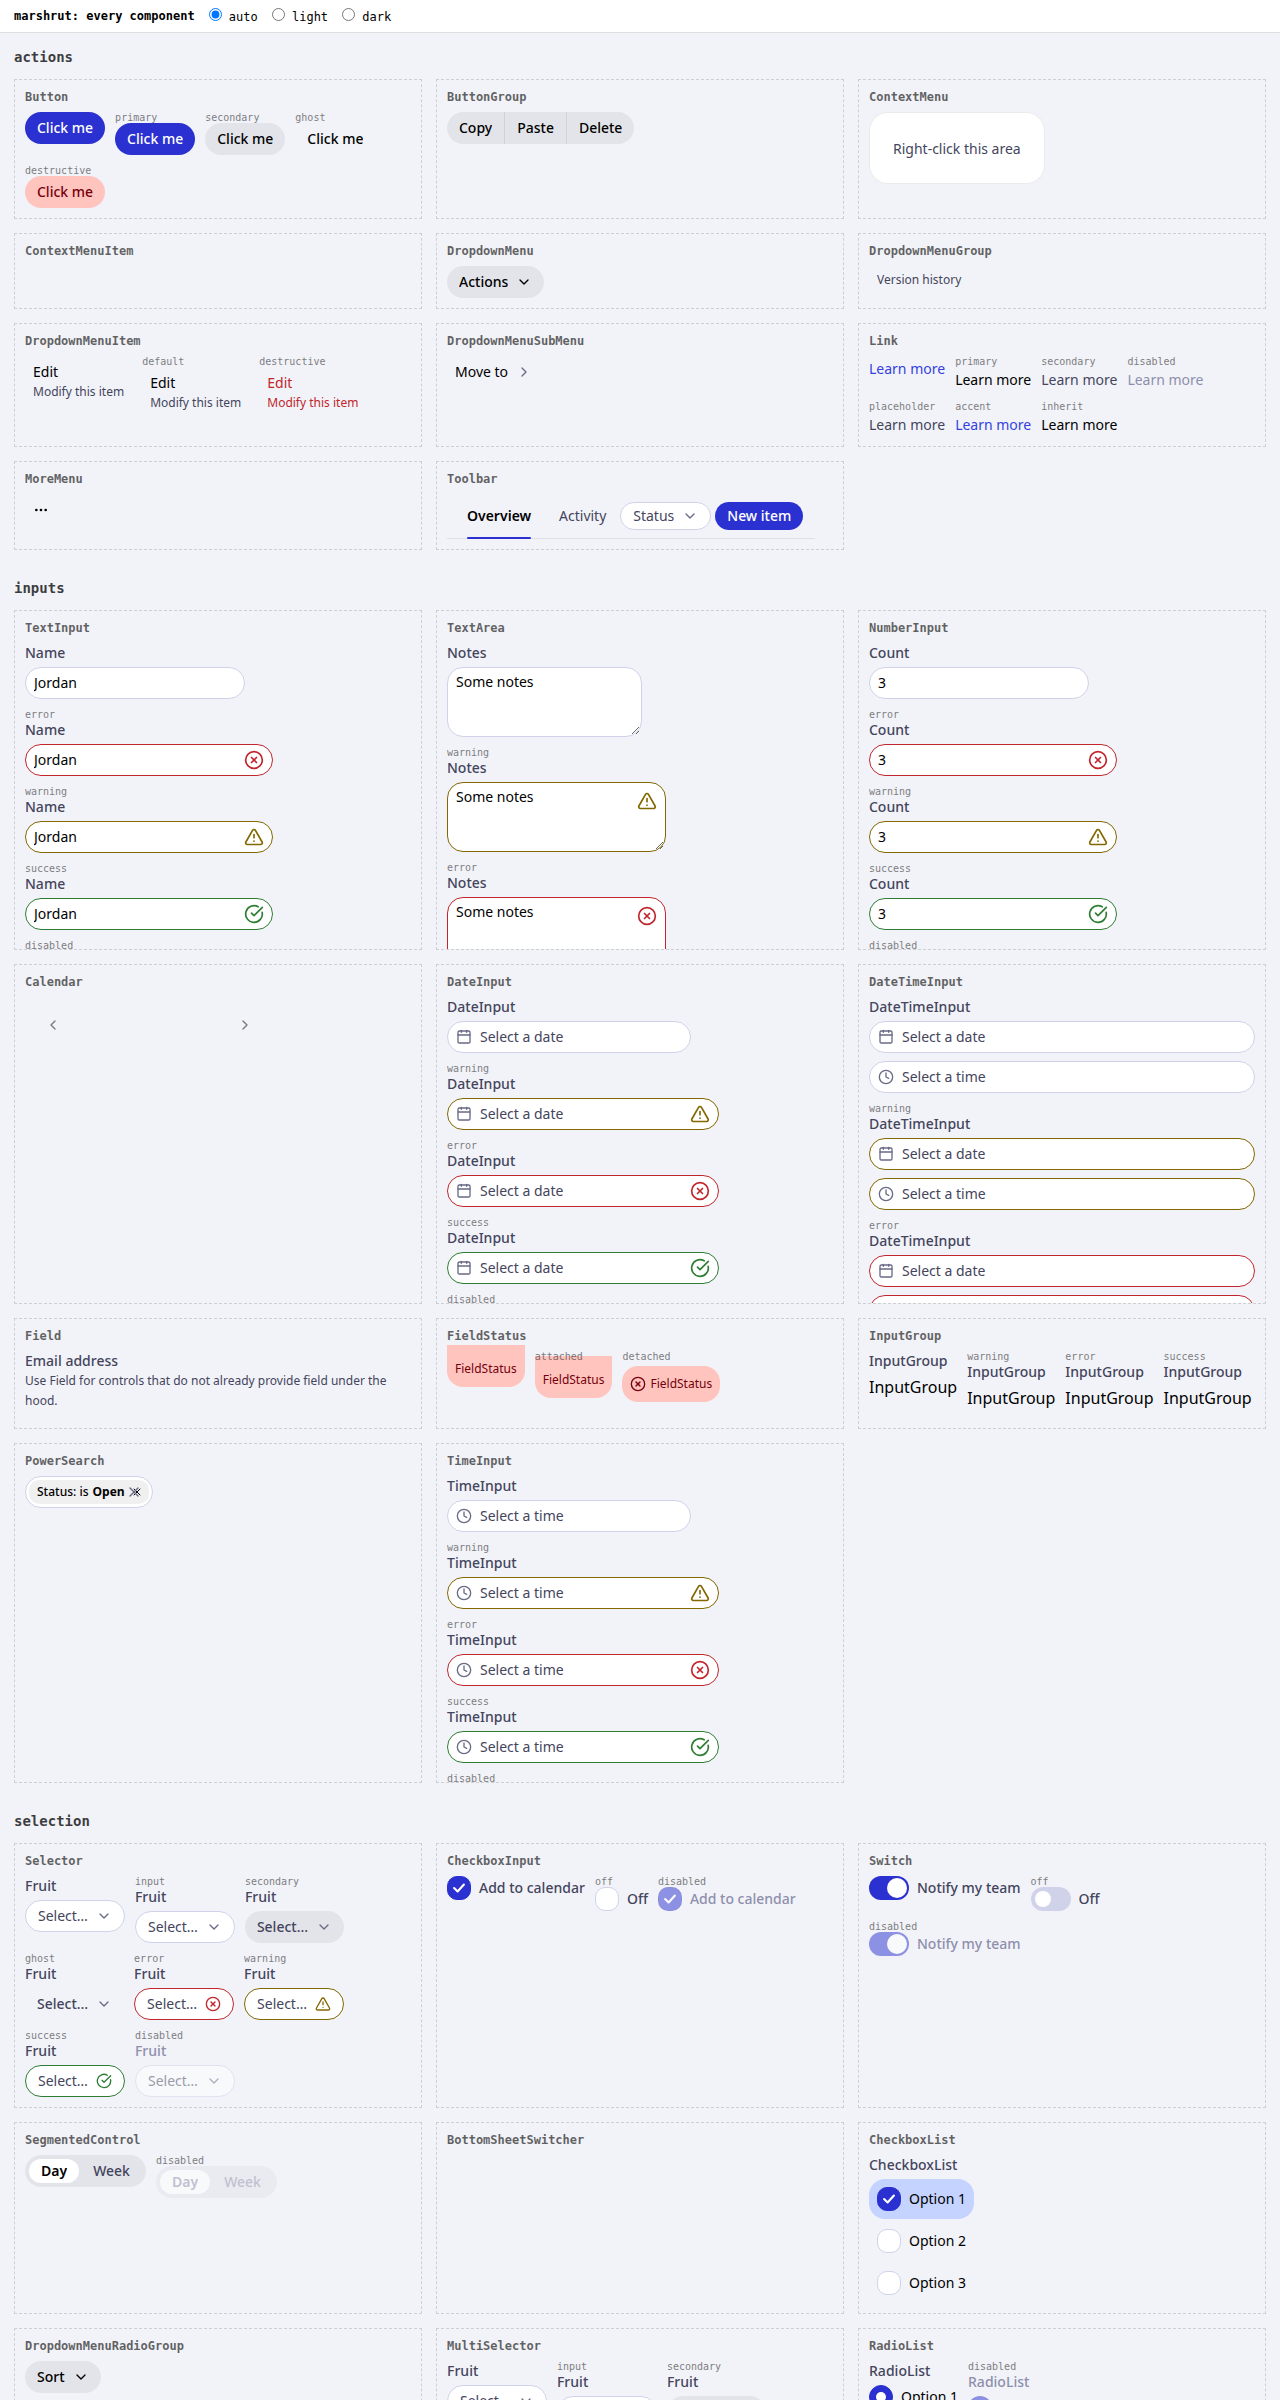 marshrut: every component auto light dark
actions
Button
ButtonGroup
ContextMenu
Click me
primary
Click me
secondary
Click me
ghost
Click me
destructive
Click me
Copy Paste Delete
Right-click this area
ContextMenuItem
DropdownMenu
Actions
DropdownMenuGroup
Version history
DropdownMenuItem
Edit
Modify this item
default
Edit
Modify this item
destructive
Edit
Modify this item
DropdownMenuSubMenu
Move to
Link
Learn more
primary
Learn more
secondary
Learn more
disabled
Learn more
placeholder
Learn more
accent
Learn more
inherit
Learn more
MoreMenu
Toolbar
Overview Activity Status New item
inputs
TextInput
Name
Jordan
error
Name
Jordan
warning
Name
Jordan
success
Name
Jordan
disabled
TextArea
Notes
Some notes
warning
Notes
Some notes
error
Notes
Some notes
NumberInput
Count
3
error
Count
3
warning
Count
3
success
Count
3
disabled
Calendar
DateInput
DateInput
Select a date
warning
DateInput
Select a date
error
DateInput
Select a date
success
DateInput
Select a date
disabled
DateTimeInput
DateTimeInput
Select a date
Select a time
warning
DateTimeInput
Select a date
Select a time
error
DateTimeInput
Select a date
Field
Email address
Use Field for controls that do not already provide field under the
hood.
FieldStatus
FieldStatus
attached
FieldStatus
detached
FieldStatus
InputGroup
InputGroup
InputGroup
warning
InputGroup
InputGroup
error
InputGroup
InputGroup
success
InputGroup
InputGroup
PowerSearch
Status: is Open
TimeInput
TimeInput
Select a time
warning
TimeInput
Select a time
error
TimeInput
Select a time
success
TimeInput
Select a time
disabled
selection
Selector
Fruit
Select...
input
Fruit
Select...
secondary
Fruit
Select...
ghost
Fruit
Select...
error
Fruit
Select...
warning
Fruit
Select...
success
Fruit
Select...
disabled
Fruit
Select...
CheckboxInput
Add to calendar
off
Off
disabled
Add to calendar
Switch
Notify my team
off
Off
disabled
Notify my team
SegmentedControl
Day Week
disabled
Day Week
BottomSheetSwitcher
CheckboxList
CheckboxList
Option 1
Option 2
Option 3
DropdownMenuRadioGroup
Sort
MultiSelector
Fruit
Select...
input
Fruit
secondary
Fruit
RadioList
RadioList
Option 1
disabled
RadioList